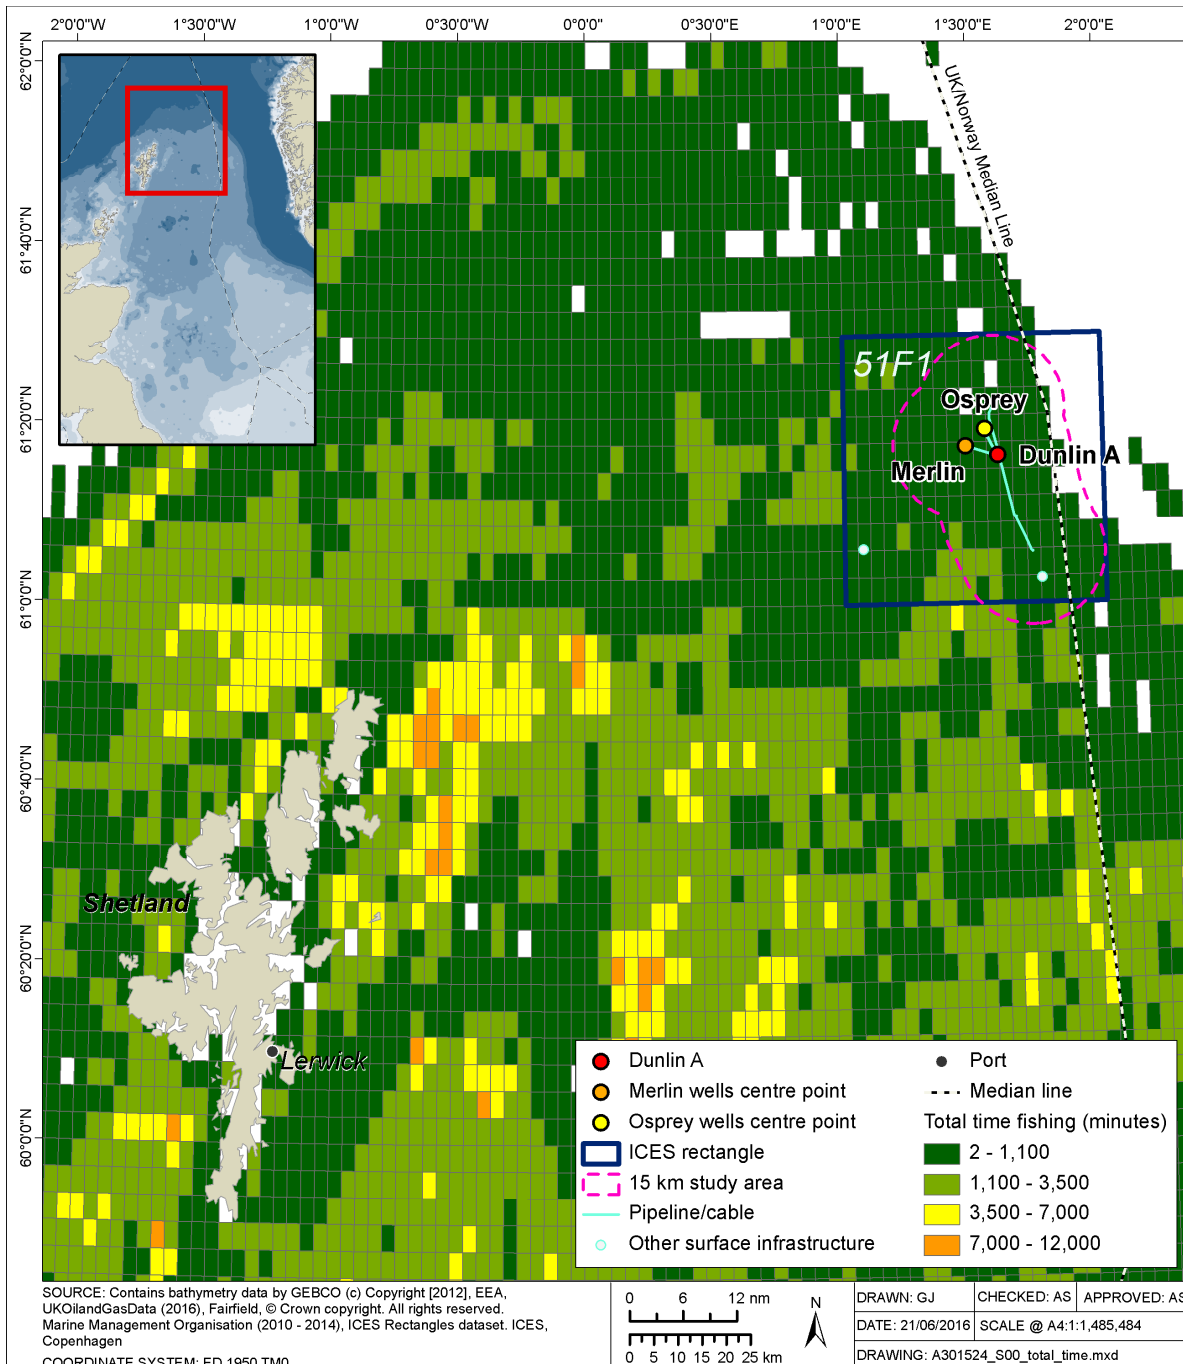 2°0'0"W 1°30'0"W 1°0'0"W 0°30'0"W 0°0'0" 0°30'0"E 1°0'0"E 1°30'0"E 2°0'0"E
62°0'0"N
61°40'0"N
61°20'0"N
61°0'0"N
60°40'0"N
60°20'0"N
60°0'0"N
UK/Norway Median Line
51F1
Osprey
Merlin
Dunlin A
Shetland
Lerwick
Dunlin A
Merlin wells centre point
Osprey wells centre point
ICES rectangle
15 km study area
Pipeline/cable
Other surface infrastructure
Port
Median line
Total time fishing (minutes)
2 - 1,100
1,100 - 3,500
3,500 - 7,000
7,000 - 12,000
SOURCE: Contains bathymetry data by GEBCO (c) Copyright [2012], EEA,
UKOilandGasData (2016), Fairfield, © Crown copyright. All rights reserved.
Marine Management Organisation (2010 - 2014), ICES Rectangles dataset. ICES,
Copenhagen
COORDINATE SYSTEM: ED 1950 TM0
0 6 12 nm
0 5 10 15 20 25 km
N
DRAWN: GJ CHECKED: AS APPROVED: AS
DATE: 21/06/2016 SCALE @ A4:1:1,485,484
DRAWING: A301524_S00_total_time.mxd